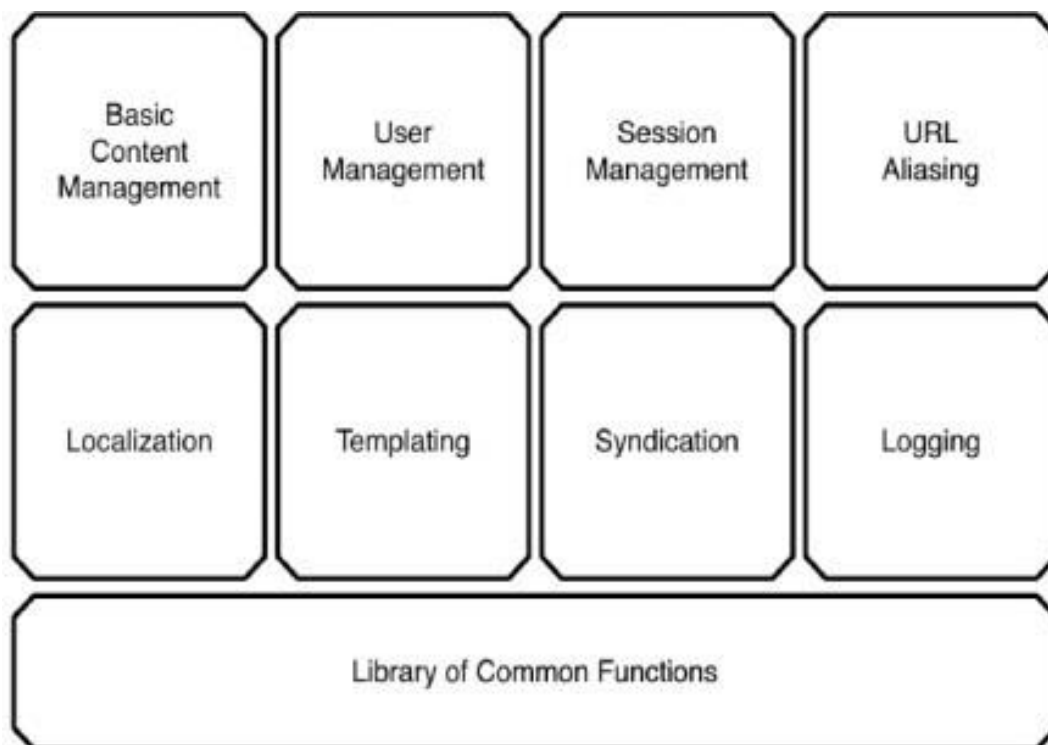 Basic
Content
Management
User
Management
Session
Management
URL
Aliasing
Localization
Templating
Syndication
Logging
Library of Common Functions